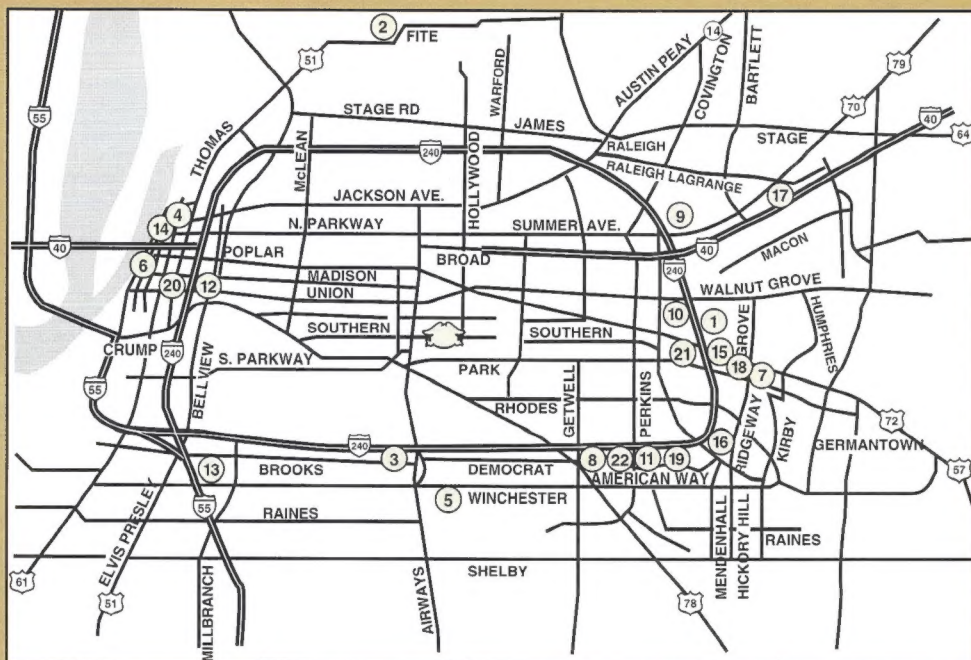 2
FITE
14
51
79
AUSTIN PEAY
COVINGTON
BARTLETT
WARFORD
55
70
STAGE RD
JAMES
STAGE
40
64
THOMAS
McLEAN
240
HOLLYWOOD
RALEIGH
RALEIGH LAGRANGE
17
JACKSON AVE.
4
14
N. PARKWAY
SUMMER AVE.
9
40
POPLAR
BROAD
40
MACON
6
MADISON
240
WALNUT GROVE
20
12
UNION
10
1
HUMPHRIES
SOUTHERN
SOUTHERN
GROVE
CRUMP
240
S. PARKWAY
PARK
21
15
18
7
55
BELLVIEW
RHODES
GETWELL
PERKINS
72
16
RIDGEWAY
KIRBY
GERMANTOWN
240
57
13
BROOKS
3
DEMOCRAT
8
22
11
19
AMERICAN WAY
5
WINCHESTER
55
RAINES
ELVIS PRESLEY
MENDENHALL
HICKORY HILL
RAINES
SHELBY
61
51
MILLBRANCH
AIRWAYS
78